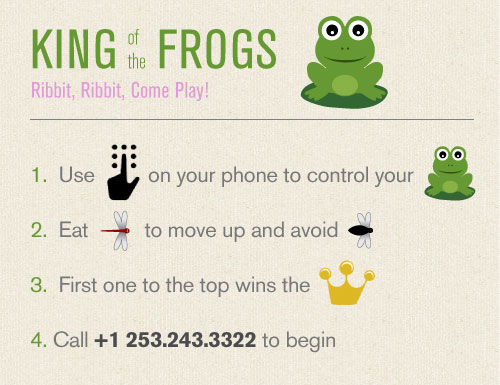 KING of the FROGS
Ribbit, Ribbit, Come Play!
1. Use on your phone to control your
2. Eat to move up and avoid
3. First one to the top wins the
4. Call +1 253.243.3322 to begin